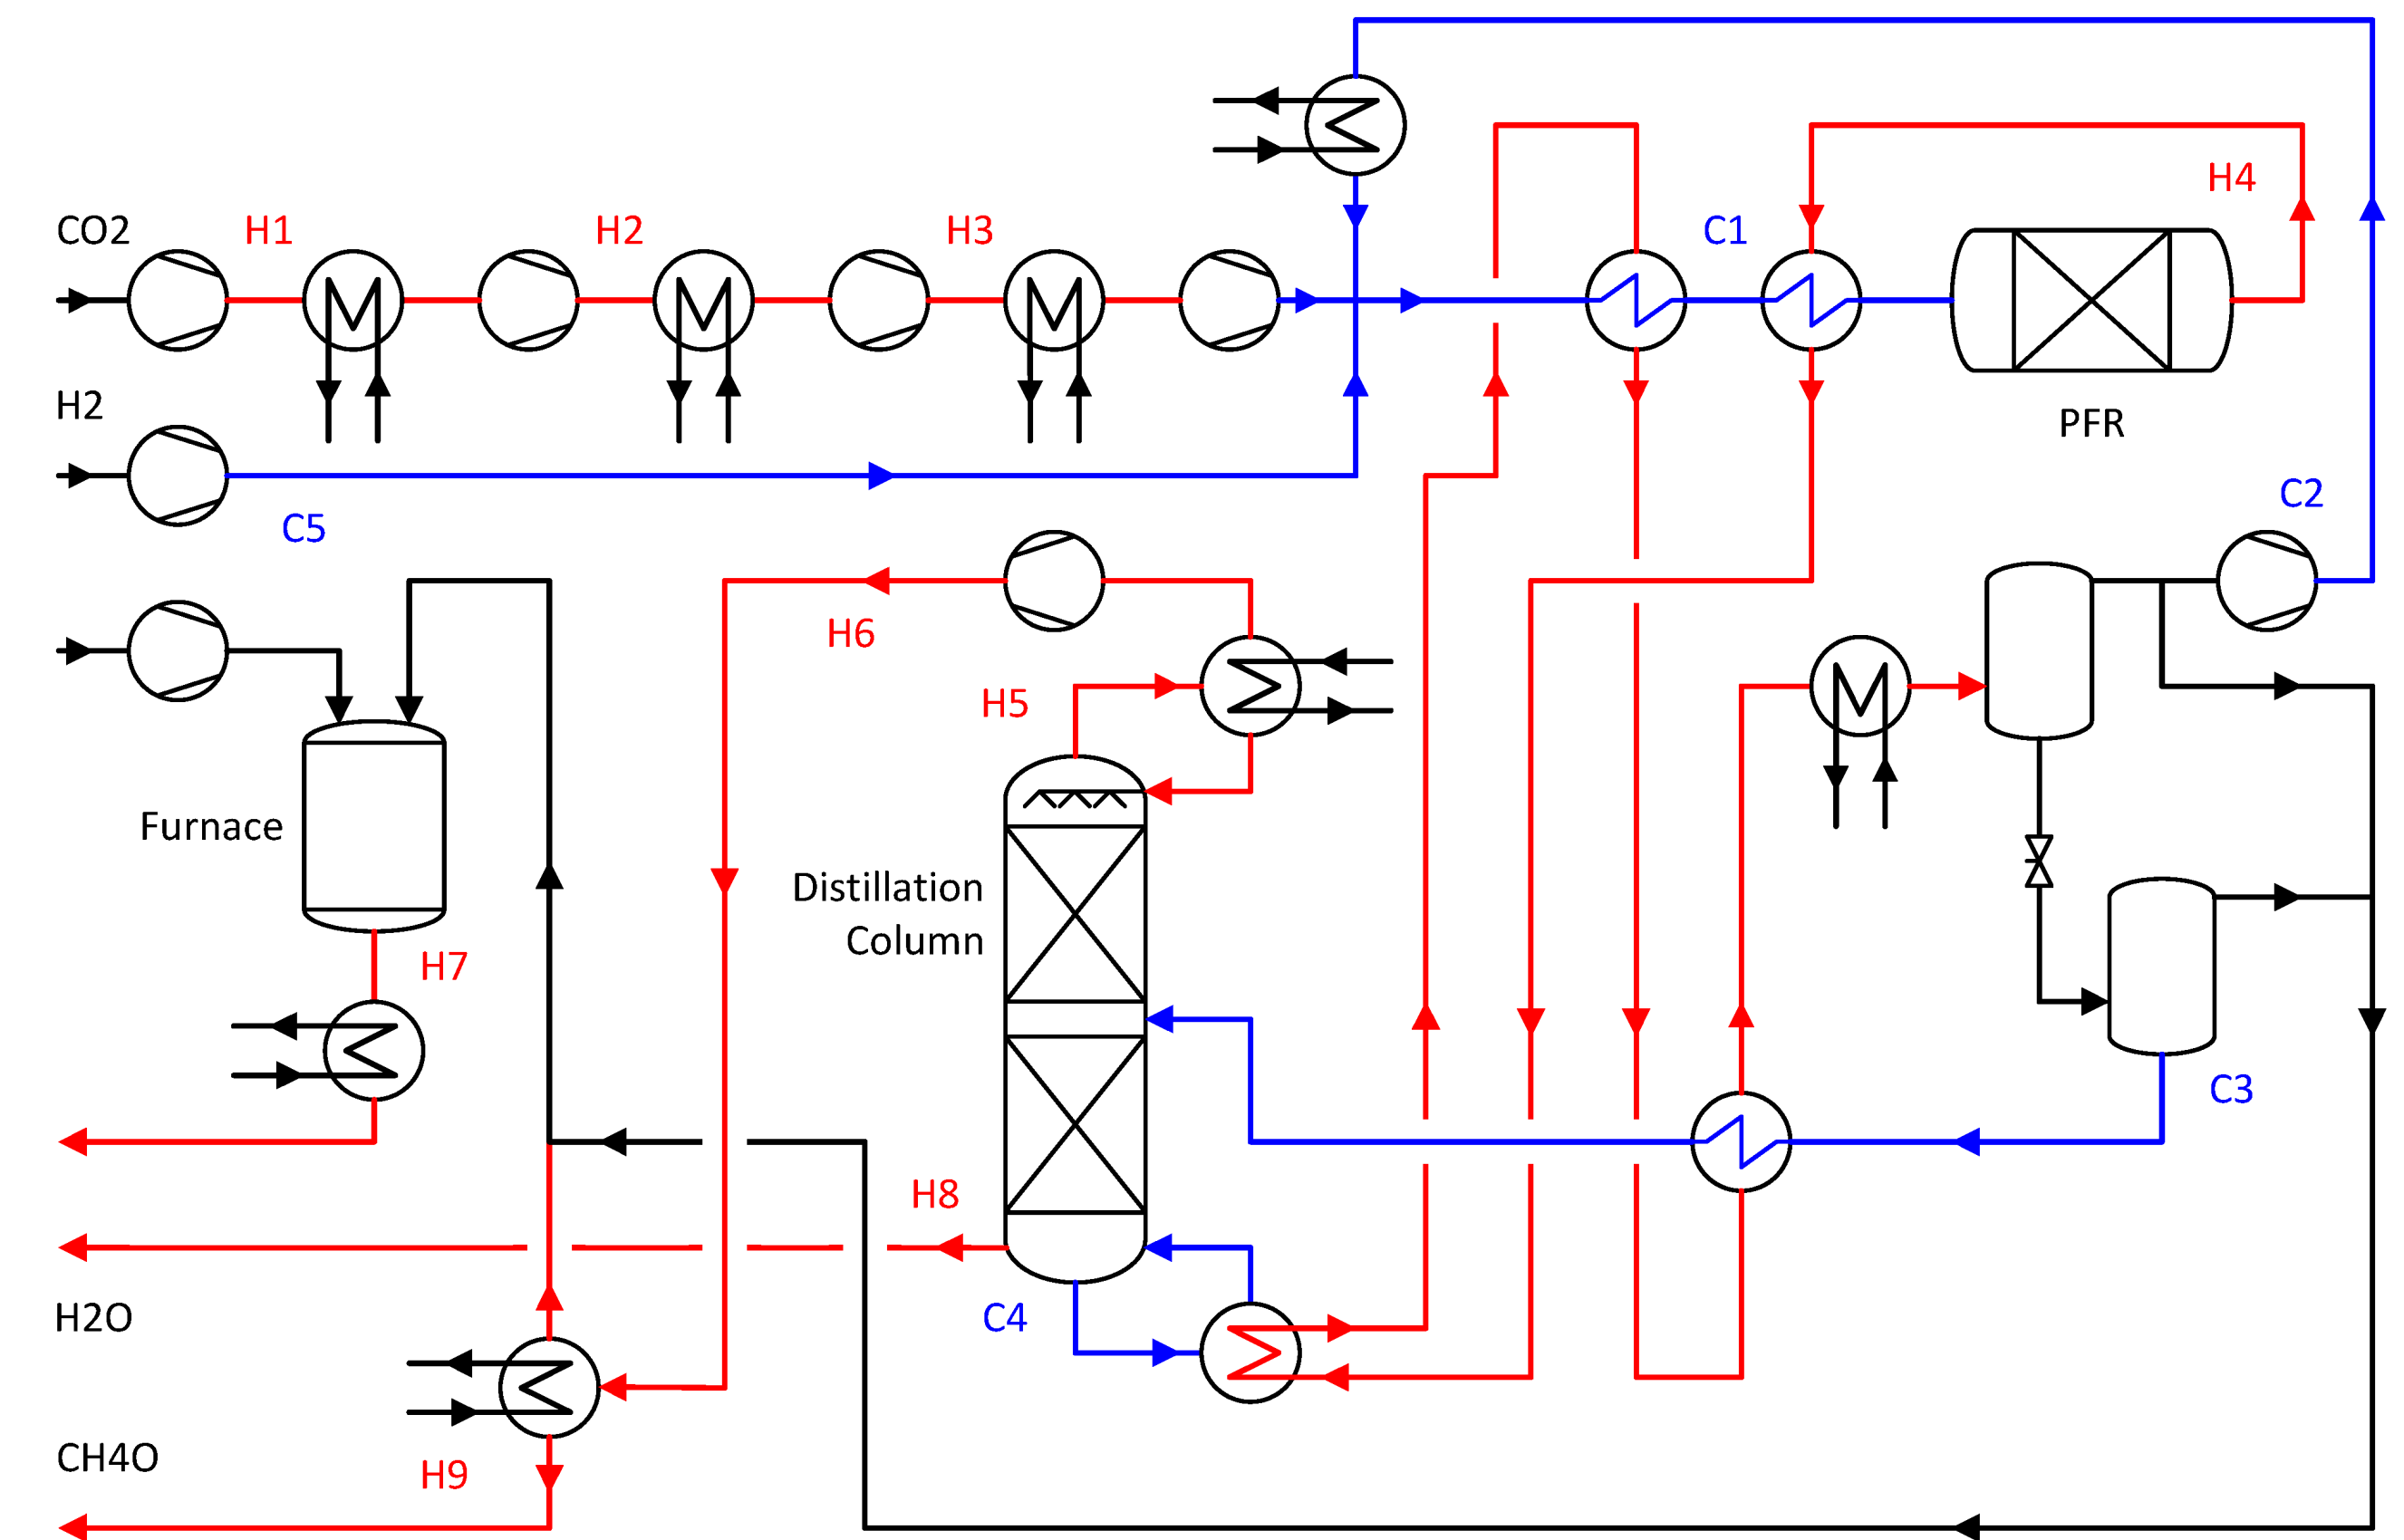 CO2
H1
H2
H3
C1
H4
H2
PFR
C5
C2
H6
H5
Furnace
Distillation
Column
H7
C3
H8
H2O
C4
CH4O
H9